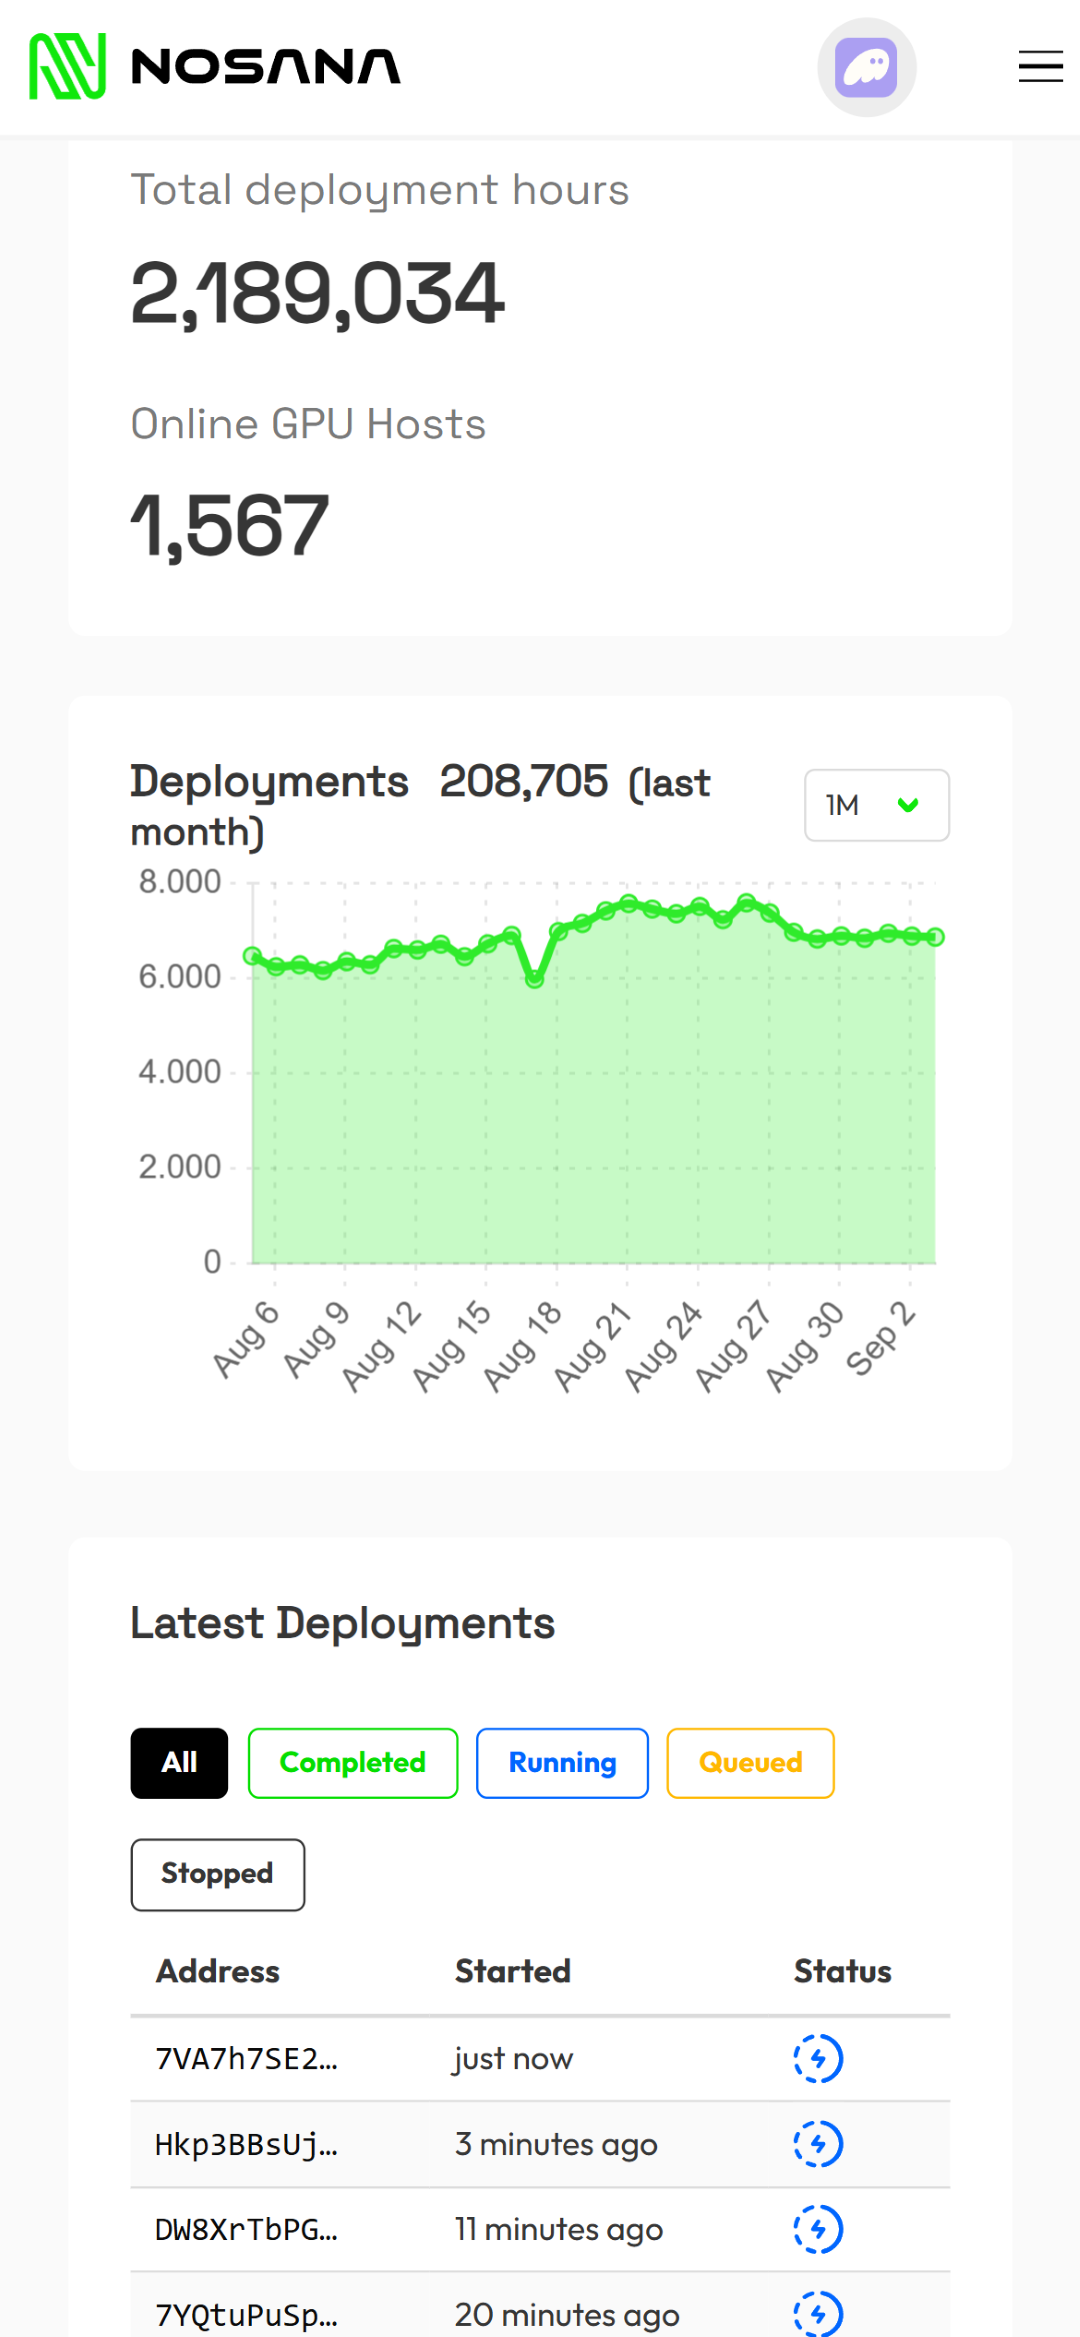 NOSANA
Total deployment hours
2,189,034
Online GPU Hosts
1,567
Deployments 208,705 (last
month)
1M
8.000
6.000
4.000
2.000
0
Aug 6
Aug 9
Aug 12
Aug 15
Aug 18
Aug 21
Aug 24
Aug 27
Aug 30
Sep 2
Latest Deployments
All Completed Running Queued
Stopped
Address Started Status
7VA7h7SE2… just now
Hkp3BBsUj… 3 minutes ago
DW8XrTbPG… 11 minutes ago
7YQtuPuSp… 20 minutes ago